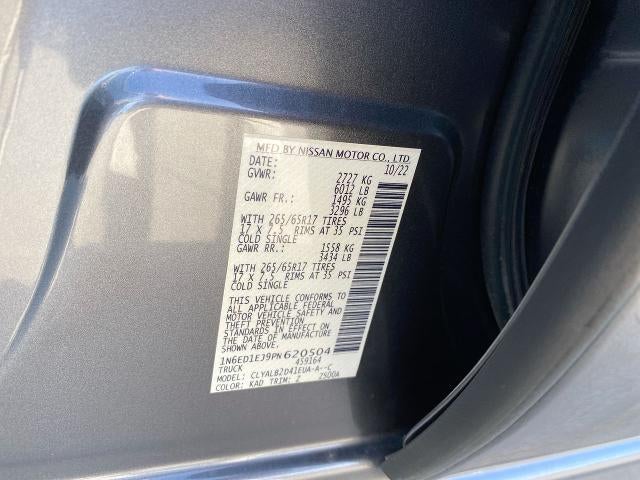 MFD BY NISSAN MOTOR CO., LTD
DATE: 10/22
GVWR: 2727 KG
6012 LB
GAWR FR.: 1495 KG
3296 LB
WITH 265/65R17 TIRES
17 X 7.5 RIMS AT 35 PSI
COLD SINGLE
GAWR RR.: 1558 KG
3434 LB
WITH 265/65R17 TIRES
17 X 7.5 RIMS AT 35 PSI
COLD SINGLE
THIS VEHICLE CONFORMS TO
ALL APPLICABLE FEDERAL
MOTOR VEHICLE SAFETY AND
THEFT PREVENTION
STANDARDS IN EFFECT ON
THE DATE OF MANUFACTURE
SHOWN ABOVE.
1N6ED1EJ9PN620504
TRUCK 459164
MODEL: CLYALB2D41EUA-A--C
COLOR: KAD TRIM: Z 2500A